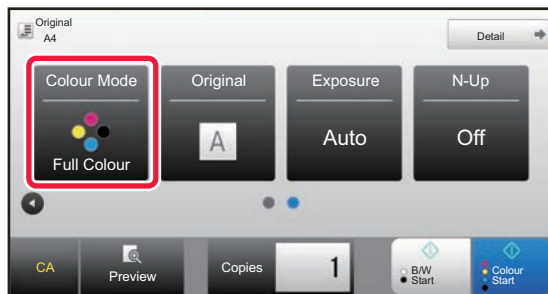 Original
A4
Detail
Colour Mode
Original
Exposure
N-Up
A
Auto
Off
Full Colour
CA
Preview
Copies
1
B/W
Start
Colour
Start